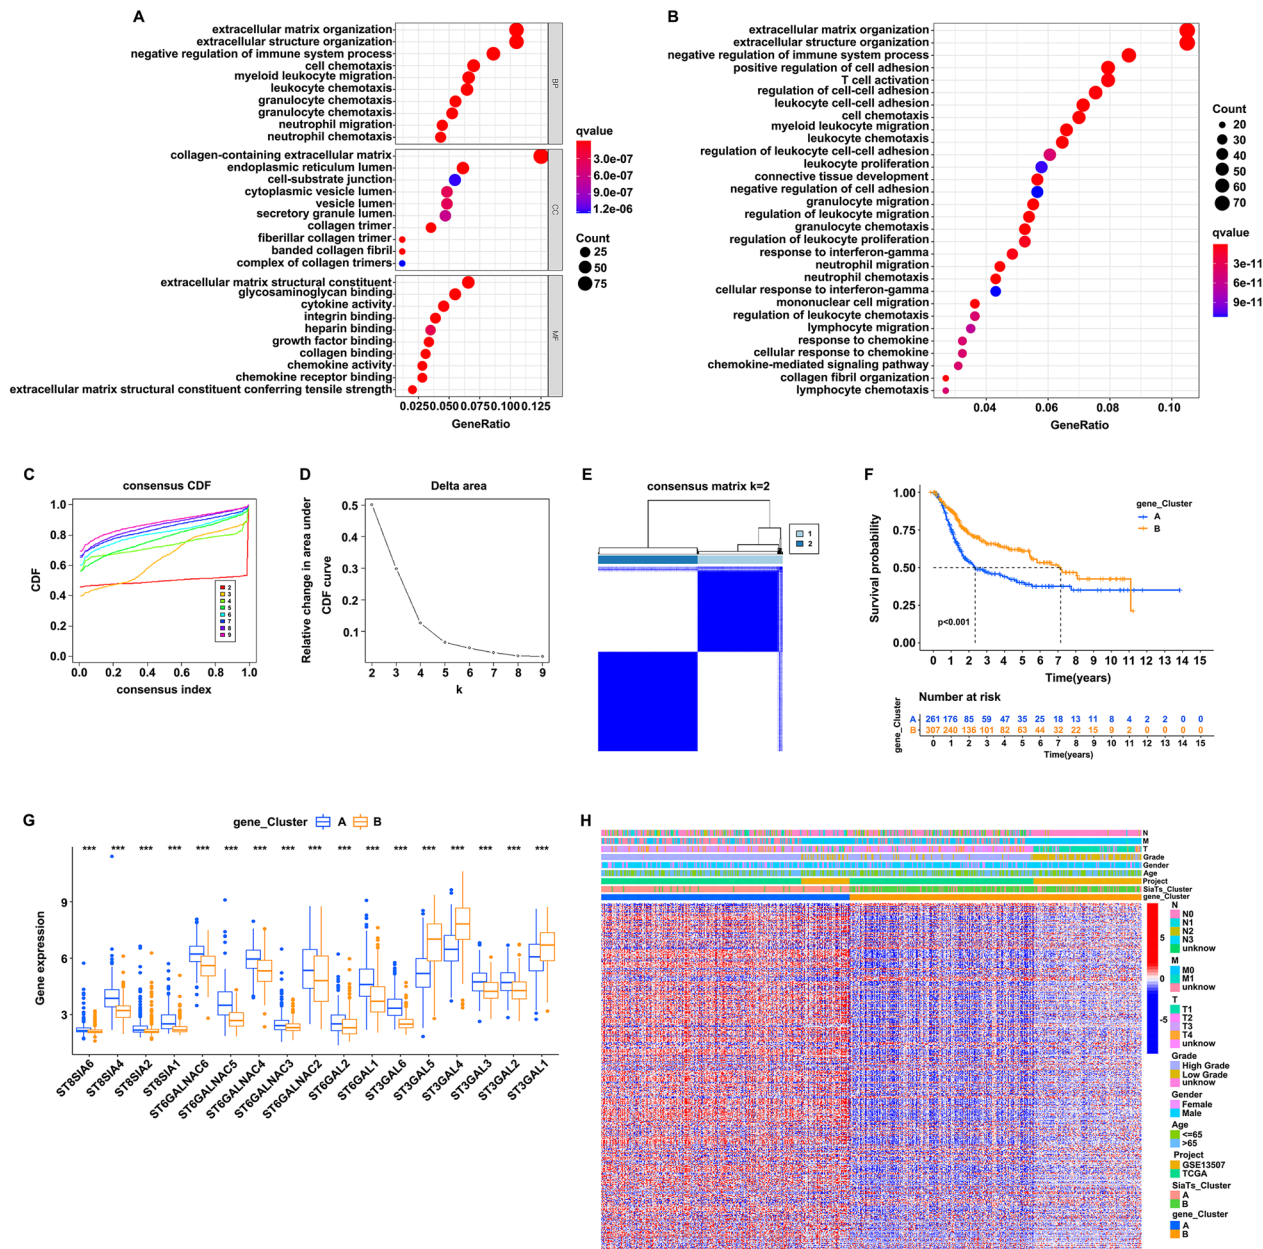 A
extracellular matrix organization
extracellular structure organization
negative regulation of immune system process
cell chemotaxis
myeloid leukocyte migration
leukocyte chemotaxis
granulocyte chemotaxis
granulocyte chemotaxis
neutrophil migration
neutrophil chemotaxis
BP
collagen-containing extracellular matrix
endoplasmic reticulum lumen
cell-substrate junction
cytoplasmic vesicle lumen
vesicle lumen
secretory granule lumen
collagen trimer
fiberillar collagen trimer
banded collagen fibril
complex of collagen trimers
CC
extracellular matrix structural constituent
glycosaminoglycan binding
cytokine activity
integrin binding
heparin binding
growth factor binding
collagen binding
chemokine activity
chemokine receptor binding
extracellular matrix structural constituent conferring tensile strength
MF
0.0250.0500.0750.1000.125
GeneRatio
qvalue
3.0e-07
6.0e-07
9.0e-07
1.2e-06
Count
25
50
75
B
extracellular matrix organization
extracellular structure organization
negative regulation of immune system process
positive regulation of cell adhesion
T cell activation
regulation of cell-cell adhesion
leukocyte cell-cell adhesion
cell chemotaxis
myeloid leukocyte migration
leukocyte chemotaxis
regulation of leukocyte cell-cell adhesion
leukocyte proliferation
connective tissue development
negative regulation of cell adhesion
granulocyte migration
regulation of leukocyte migration
granulocyte chemotaxis
regulation of leukocyte proliferation
response to interferon-gamma
neutrophil migration
neutrophil chemotaxis
cellular response to interferon-gamma
mononuclear cell migration
regulation of leukocyte chemotaxis
lymphocyte migration
response to chemokine
cellular response to chemokine
chemokine-mediated signaling pathway
collagen fibril organization
lymphocyte chemotaxis
0.04 0.06 0.08 0.10
GeneRatio
Count
20
30
40
50
60
70
qvalue
3e-11
6e-11
9e-11
C
consensus CDF
CDF
1.0
0.8
0.6
0.4
0.2
0.0
0.0 0.2 0.4 0.6 0.8 1.0
consensus index
2
3
4
5
6
7
8
9
D
Delta area
Relative change in area under
CDF curve
0.5
0.4
0.3
0.2
0.1
2 3 4 5 6 7 8 9
k
E
consensus matrix k=2
1
2
F
gene_Cluster
A
B
Survival probability
1.00
0.75
0.50
0.25
0.00
p<0.001
0 1 2 3 4 5 6 7 8 9 10 11 12 13 14 15
Time(years)
Number at risk
gene_Cluster
A 261 176 85 59 47 35 25 18 13 11 8 4 2 2 0 0
B 307 240 136 101 82 63 44 32 22 15 9 2 0 0 0 0
0 1 2 3 4 5 6 7 8 9 10 11 12 13 14 15
Time(years)
G
gene_Cluster A B
*** *** *** *** *** *** *** *** *** *** *** *** *** *** *** *** ***
Gene expression
9
6
3
ST8SIA6
ST8SIA4
ST8SIA2
ST8SIA1
ST6GALNAC6
ST6GALNAC5
ST6GALNAC4
ST6GALNAC3
ST6GALNAC2
ST6GAL2
ST6GAL1
ST3GAL6
ST3GAL5
ST3GAL4
ST3GAL3
ST3GAL2
ST3GAL1
H
N
M
T
Grade
Gender
Age
Project
SiaTs_Cluster
gene_Cluster
5
0
-5
N
N0
N1
N2
N3
unknow
M
M0
M1
unknow
T
T1
T2
T3
T4
unknow
Grade
High Grade
Low Grade
unknow
Gender
Female
Male
Age
<=65
>65
Project
GSE13507
TCGA
SiaTs_Cluster
A
B
gene_Cluster
A
B